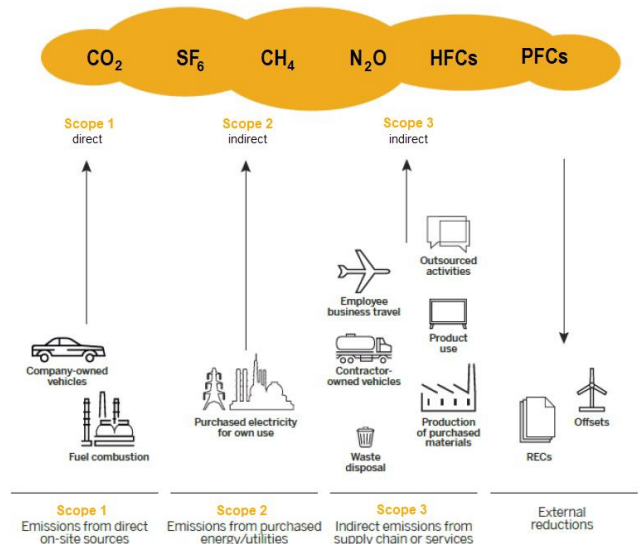 CO₂ SF₆ CH₄ N₂O HFCs PFCs
Scope 1
direct
Scope 2
indirect
Scope 3
indirect
Outsourced
activities
Employee
business travel
Product
use
Company-owned
vehicles
Contractor-
owned vehicles
Purchased electricity
for own use
Production
of purchased
materials
Offsets
Fuel combustion
Waste
disposal
RECs
Scope 1
Emissions from direct
on-site sources
Scope 2
Emissions from purchased
energy/utilities
Scope 3
Indirect emissions from
supply chain or services
External
reductions